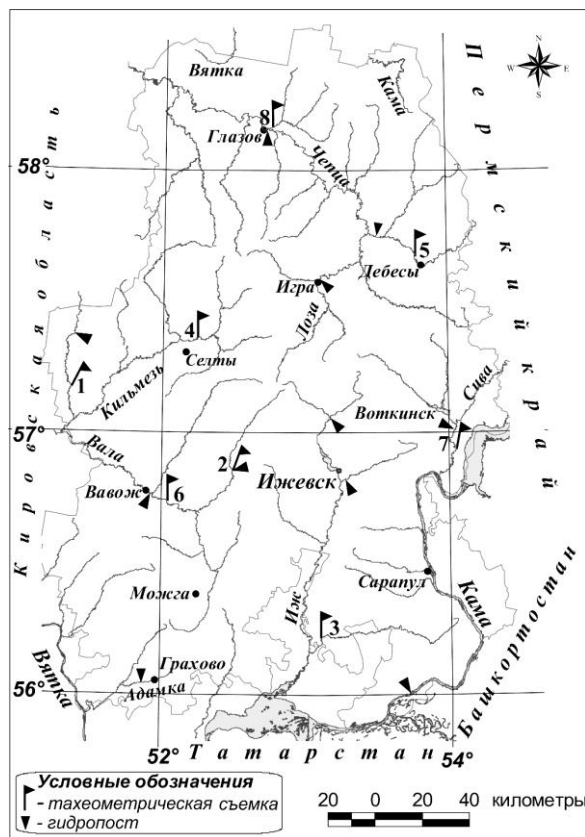 N
W E
S
Вятка
Кама
Пермский край
8
Глазов
58°
Чепца
5
Дебесы
Игра
Лоза
4
Селты
1
Кильмезь
Сива
Кировская область
57°
Воткинск
7
Вала
2
Ижевск
Вавож
6
Можга
Сарапул
Иж
Кама
3
Башкортостан
Вятка
Грахово
Адамка
56°
52°
Татарстан
54°
Условные обозначения
- тахеометрическая съемка
- гидропост
20 0 20 40 километры